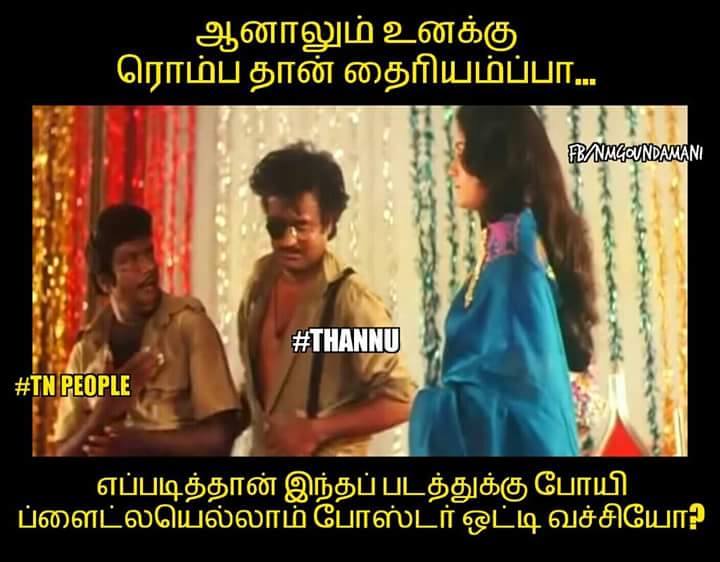 ஆனாலும் உனக்கு
ரொம்ப தான் தைரியம்ப்பா...
FB/NMGOUNDAMANI
#THANNU
#TN PEOPLE
எப்படித்தான் இந்தப் படத்துக்கு போயி
ப்ளைட்லயெல்லாம் போஸ்டர் ஒட்டி வச்சியோ?